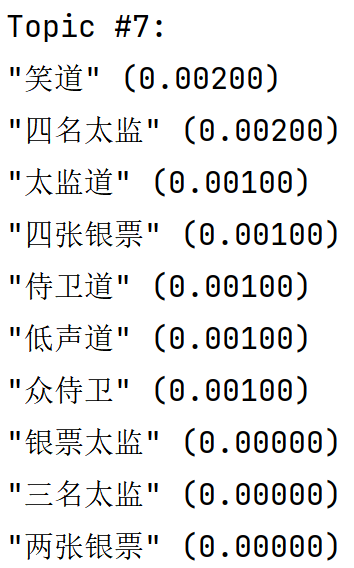 Topic #7:
"笑道" (0.00200)
"四名太监" (0.00200)
"太监道" (0.00100)
"四张银票" (0.00100)
"侍卫道" (0.00100)
"低声道" (0.00100)
"众侍卫" (0.00100)
"银票太监" (0.00000)
"三名太监" (0.00000)
"两张银票" (0.00000)